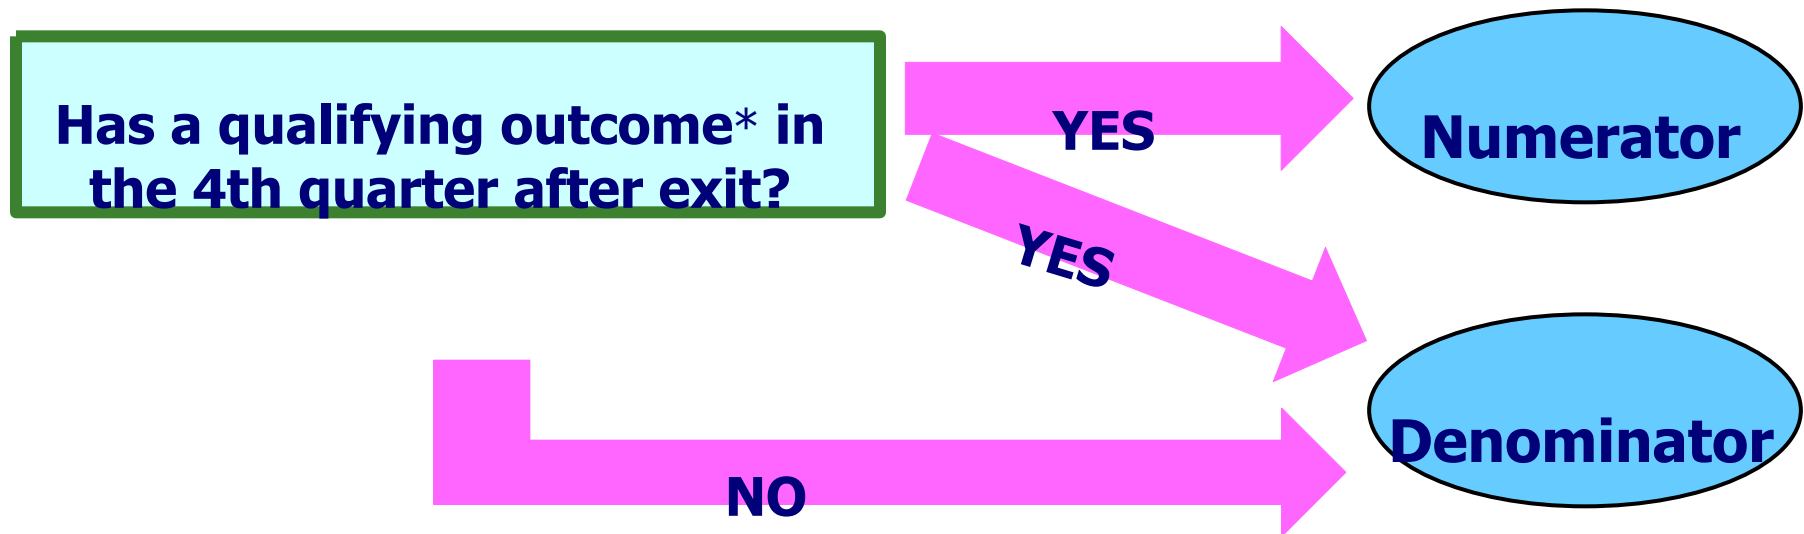 Has a qualifying outcome* in
the 4th quarter after exit?
YES
Numerator
YES
Denominator
NO